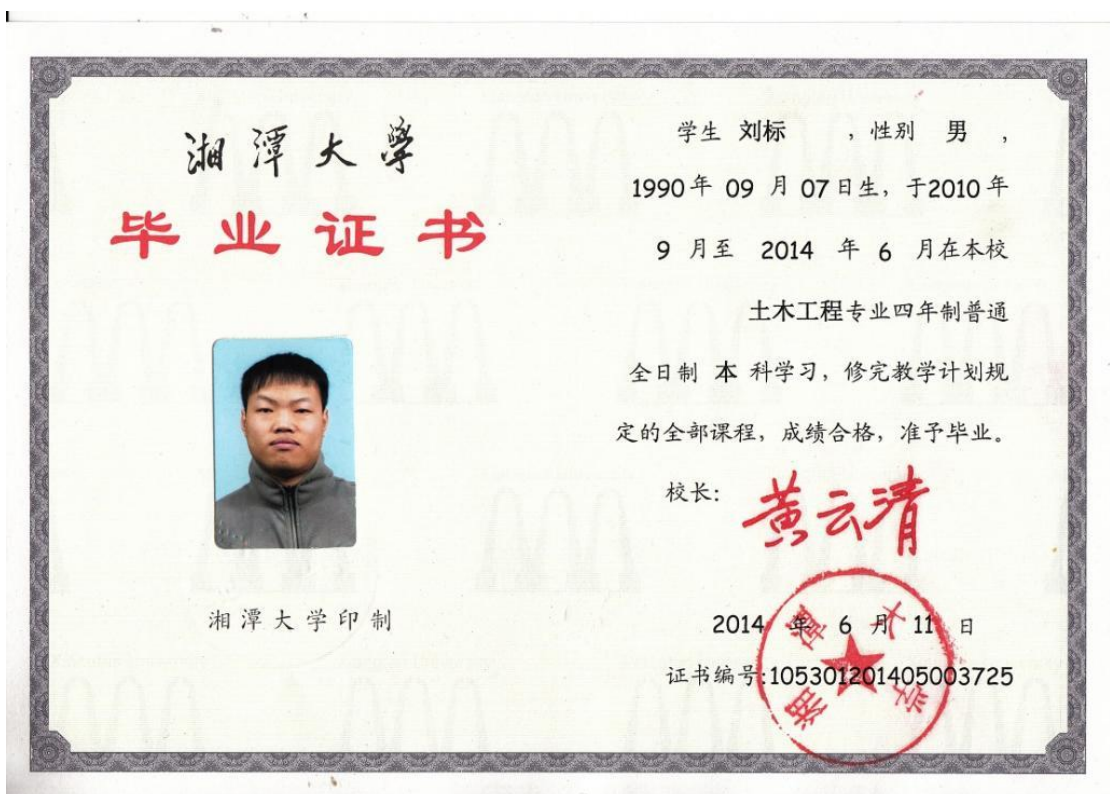 湘潭大學
毕业证书
湘潭大学印制
学生 刘标 ，性别 男 ，
1990年 09 月 07日生，于2010年
9 月至 2014 年 6 月在本校
土木工程专业四年制普通
全日制 本 科学习，修完教学计划规
定的全部课程，成绩合格，准予毕业。
校长：
黄云清
2014 年 6 月 11 日
证书编号:105301201405003725
湘潭大学